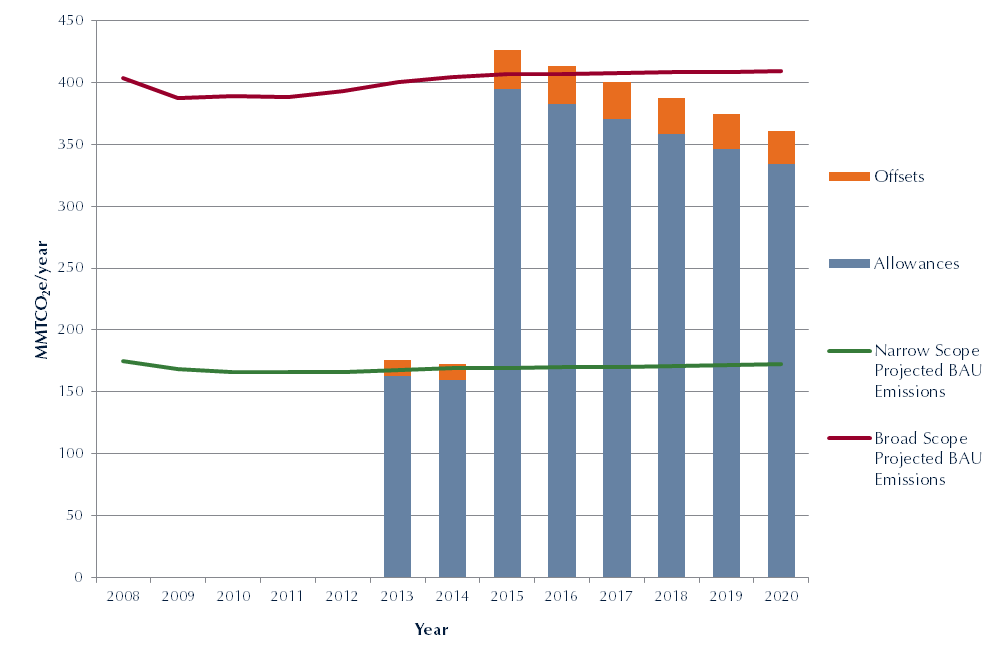 450
400
350
300
250
200
150
100
50
0
MMTCO₂e/year
2008 2009 2010 2011 2012 2013 2014 2015 2016 2017 2018 2019 2020
Year
Offsets
Allowances
Narrow Scope
Projected BAU
Emissions
Broad Scope
Projected BAU
Emissions